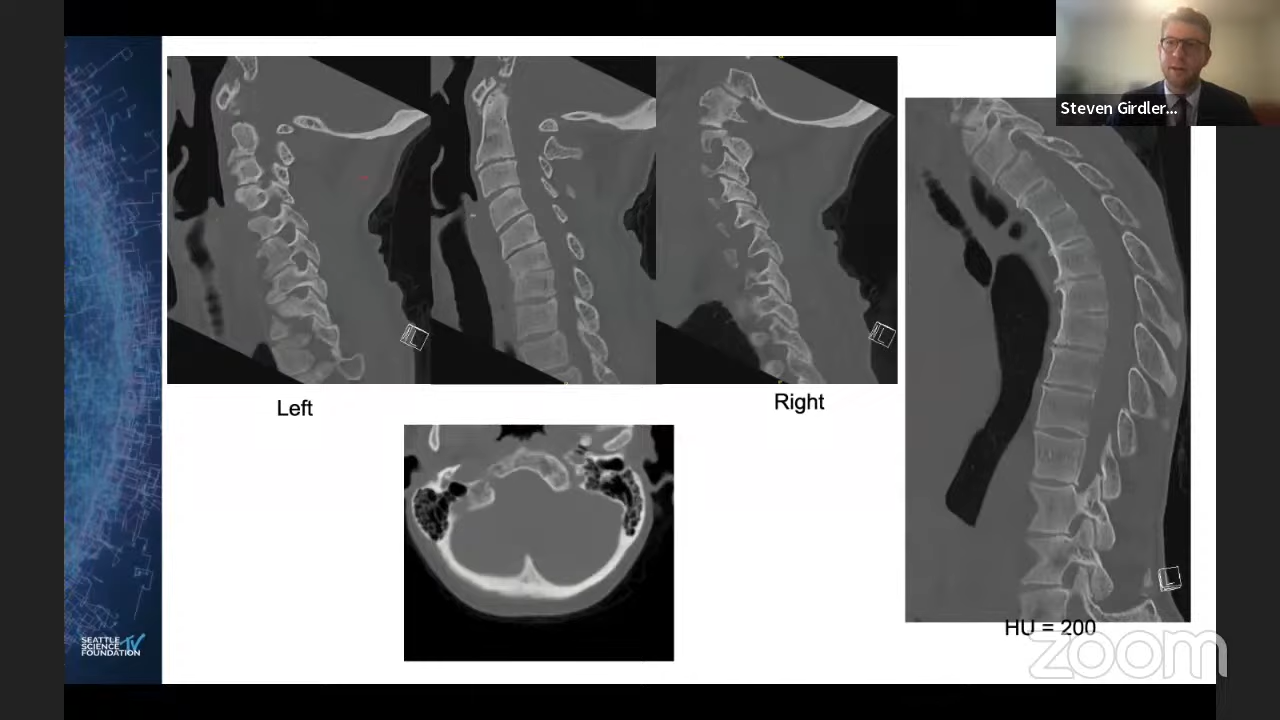 Steven Girdler...
L
L
Left
Right
L
HU = 200
SEATTLE
SCIENCE
FOUNDATION
TV
zoom